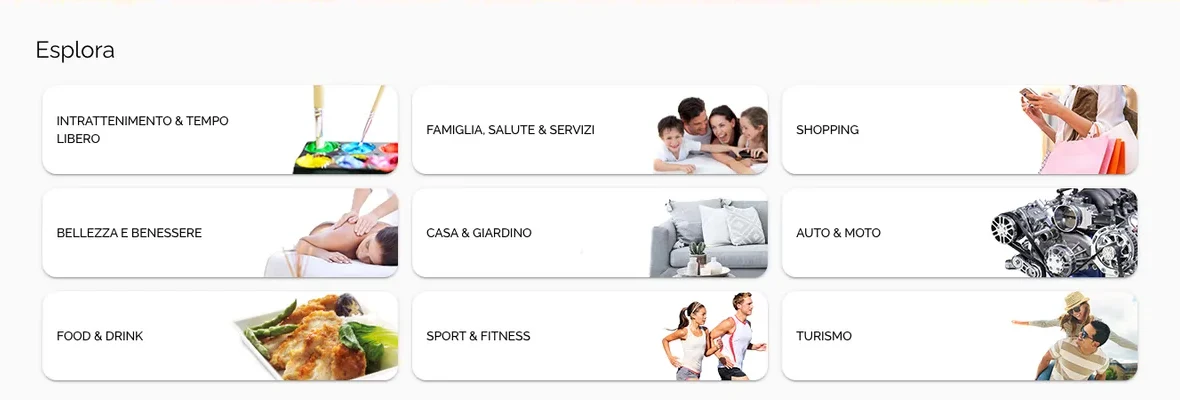 Esplora
INTRATTENIMENTO & TEMPO
LIBERO
FAMIGLIA, SALUTE & SERVIZI
SHOPPING
BELLEZZA E BENESSERE
CASA & GIARDINO
AUTO & MOTO
FOOD & DRINK
SPORT & FITNESS
TURISMO